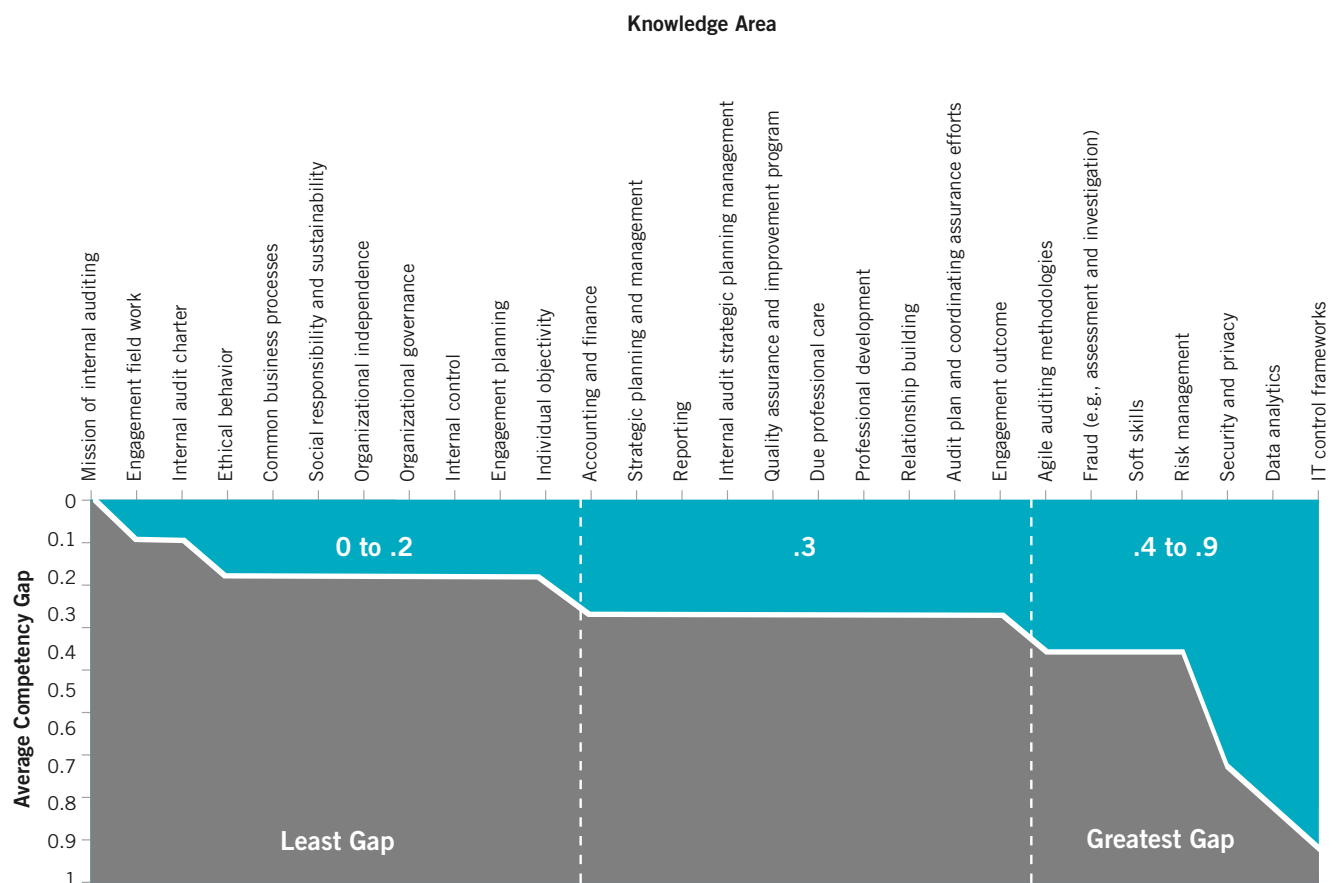 Knowledge Area
Mission of internal auditing
Engagement field work
Internal audit charter
Ethical behavior
Common business processes
Social responsibility and sustainability
Organizational independence
Organizational governance
Internal control
Engagement planning
Individual objectivity
Accounting and finance
Strategic planning and management
Reporting
Internal audit strategic planning management
Quality assurance and improvement program
Due professional care
Professional development
Relationship building
Audit plan and coordinating assurance efforts
Engagement outcome
Agile auditing methodologies
Fraud (e.g., assessment and investigation)
Soft skills
Risk management
Security and privacy
Data analytics
IT control frameworks
Average Competency Gap
0
0.1
0.2
0.3
0.4
0.5
0.6
0.7
0.8
0.9
1
0 to .2
.3
.4 to .9
Least Gap
Greatest Gap